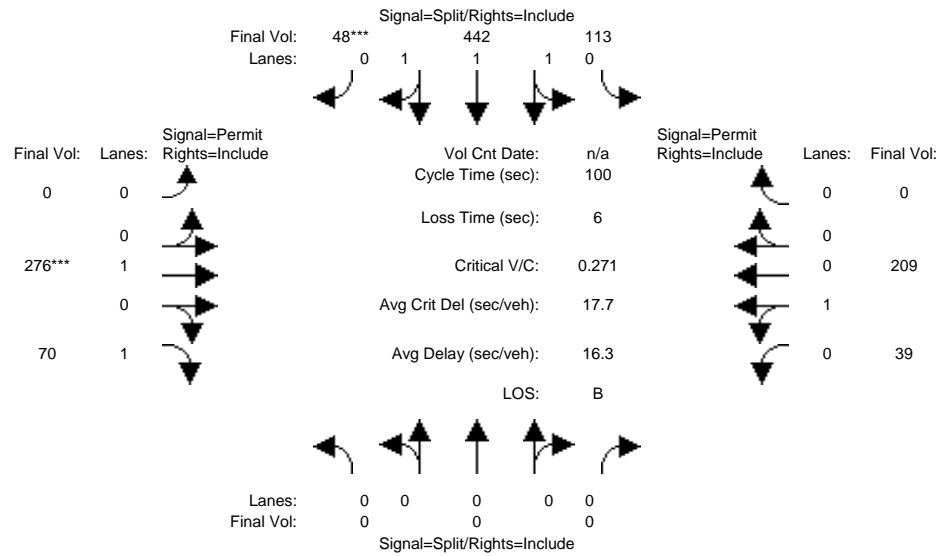 Signal=Split/Rights=Include
Final Vol: 48*** 442 113
Lanes: 0 1 1 1 0
Signal=Permit Signal=Permit
Final Vol: Lanes: Rights=Include Vol Cnt Date: n/a Rights=Include Lanes: Final Vol:
Cycle Time (sec): 100
0 0 0 0
Loss Time (sec): 6
0 0
276*** 1 Critical V/C: 0.271 0 209
0 Avg Crit Del (sec/veh): 17.7 1
70 1 Avg Delay (sec/veh): 16.3 0 39
LOS: B
Lanes: 0 0 0 0 0
Final Vol: 0 0 0
Signal=Split/Rights=Include